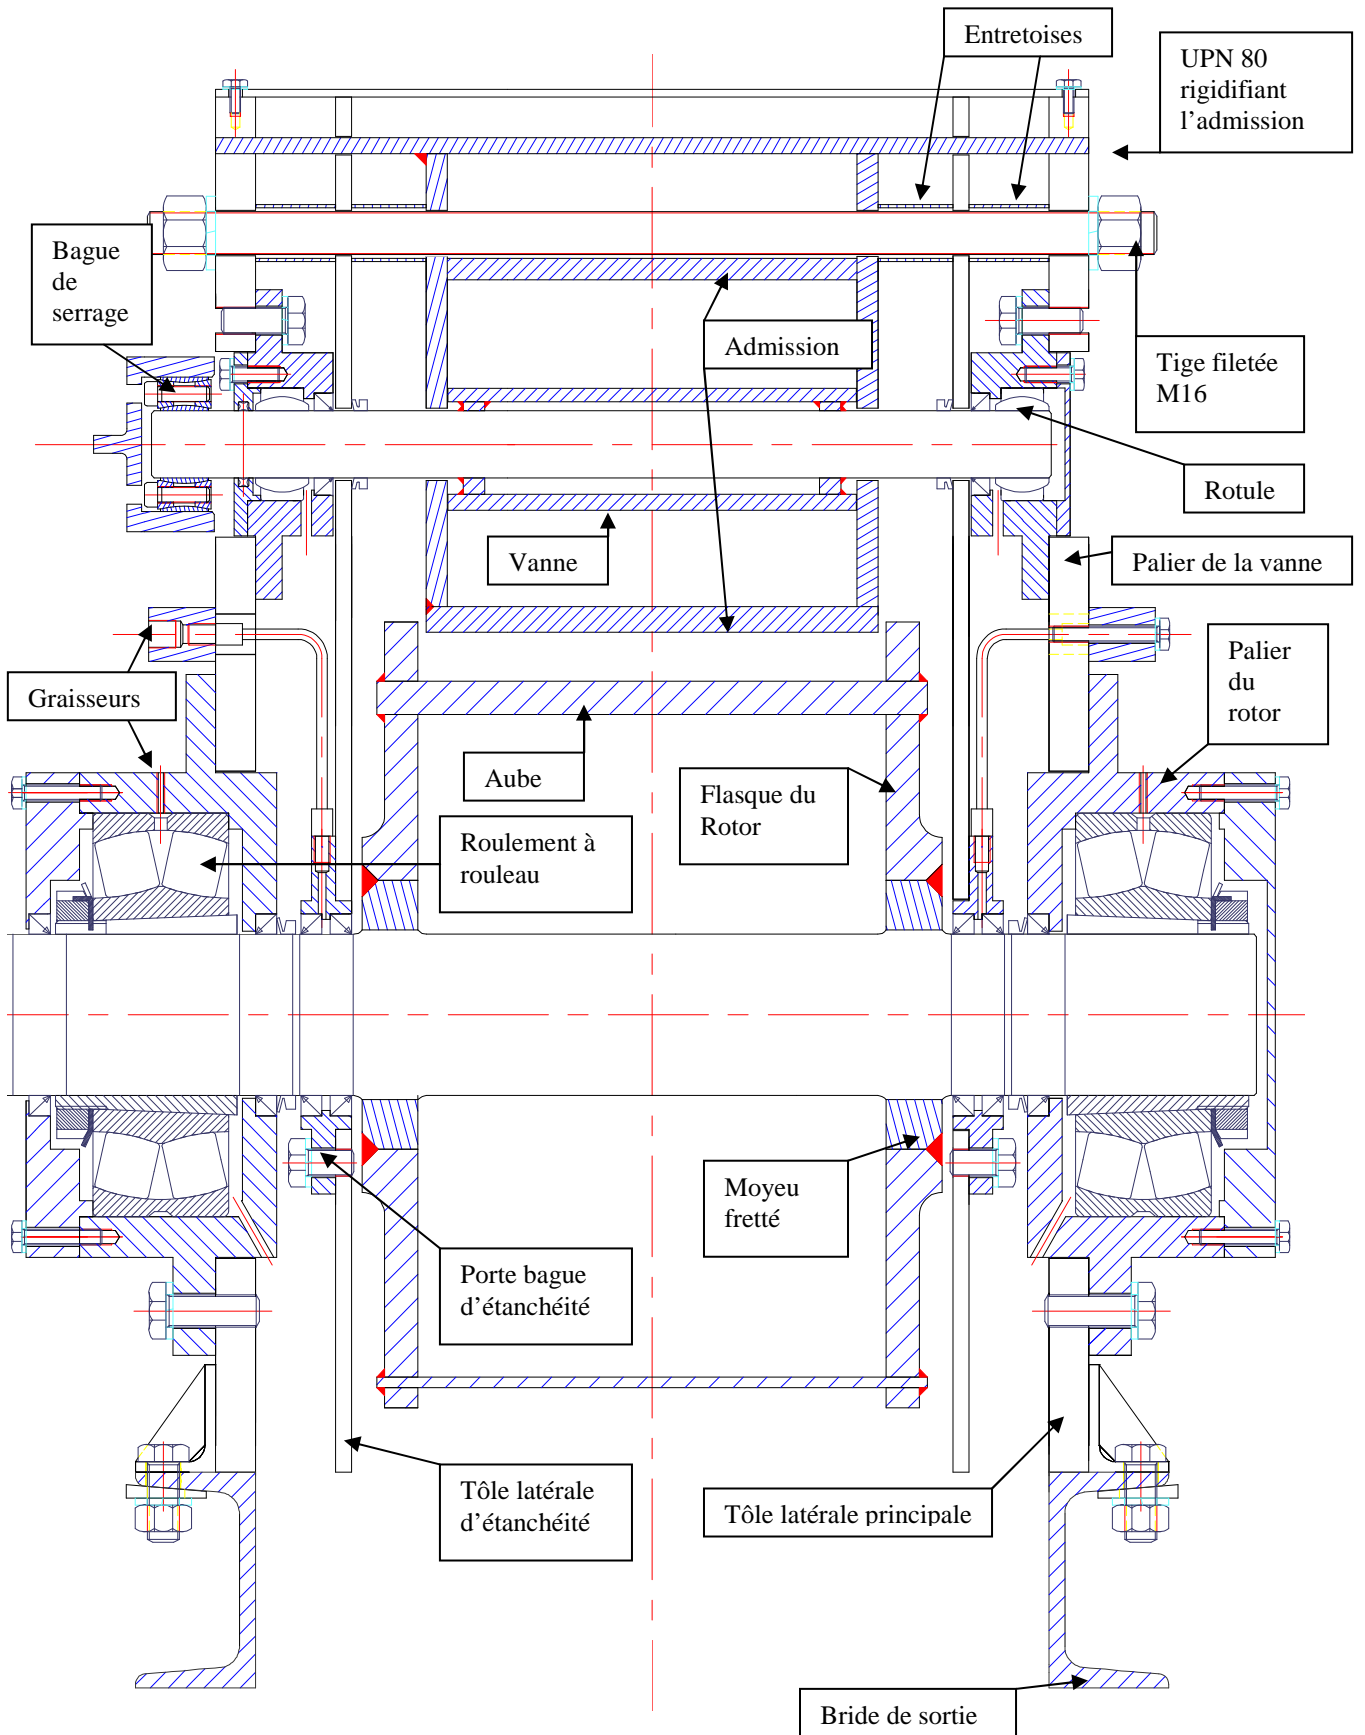 Entretoises
UPN 80
rigidifiant
l’admission
Bague
de
serrage
Admission
Tige filetée
M16
Rotule
Vanne
Palier de la vanne
Graisseurs
Palier
du
rotor
Aube
Flasque du
Rotor
Roulement à
rouleau
Moyeu
fretté
Porte bague
d’étanchéité
Tôle latérale
d’étanchéité
Tôle latérale principale
Bride de sortie